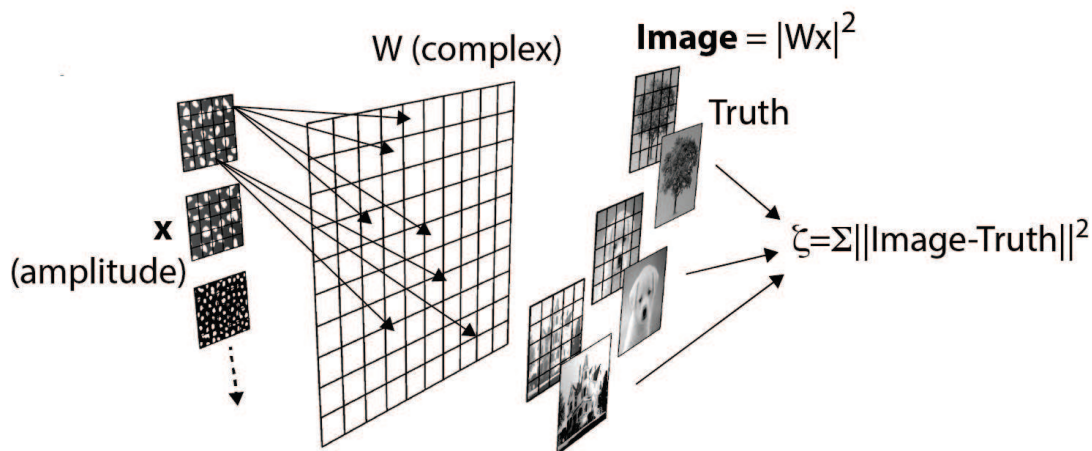 Image = |Wx|²
W (complex)
Truth
x
(amplitude)
ζ=Σ||Image-Truth||²